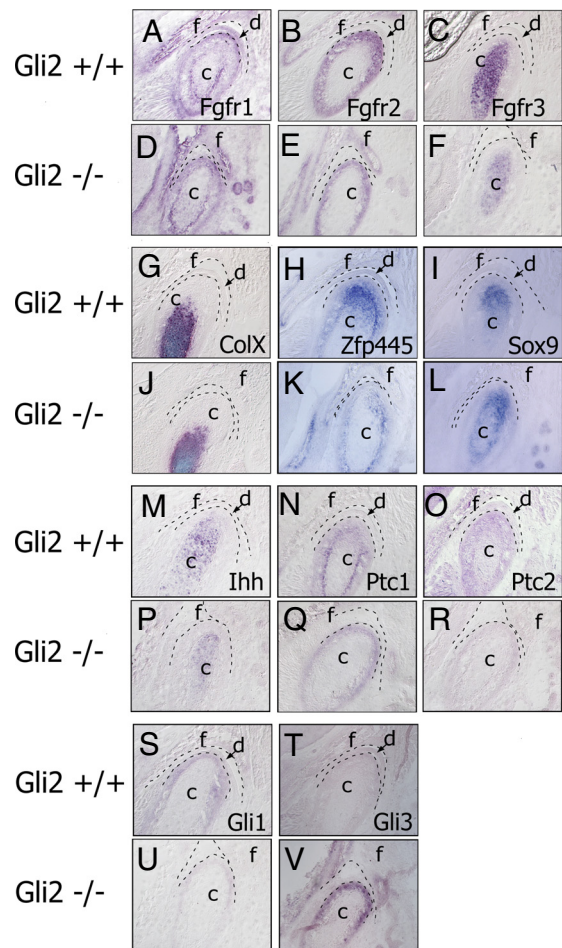 A f d B f d C f d
Gli2 +/+
c c c
Fgfr1 Fgfr2 Fgfr3
D f E f F f
Gli2 -/-
c c c
G f d H f d I f d
Gli2 +/+
c c c
ColX Zfp445 Sox9
J f K f L f
Gli2 -/-
c c c
M f d N f d O f d
Gli2 +/+
c c c
Ihh Ptc1 Ptc2
P f Q f R f
Gli2 -/-
c c c
S f d T f d
Gli2 +/+
c c
Gli1 Gli3
U f V f
Gli2 -/-
c c